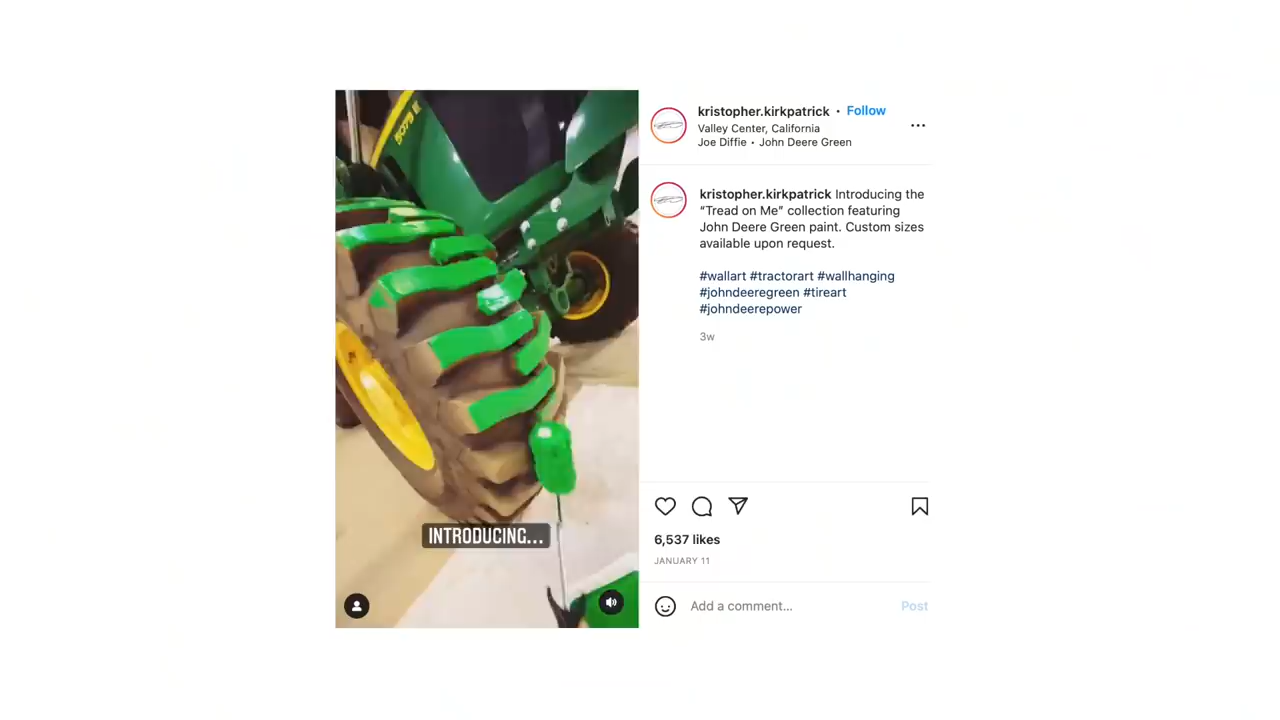 5075 E
INTRODUCING...
kristopher.kirkpatrick • Follow
Valley Center, California
Joe Diffie • John Deere Green
kristopher.kirkpatrick Introducing the
“Tread on Me” collection featuring
John Deere Green paint. Custom sizes
available upon request.
#wallart #tractorart #wallhanging
#johndeeregreen #tireart
#johndeerepower
3w
6,537 likes
JANUARY 11
Add a comment...
Post